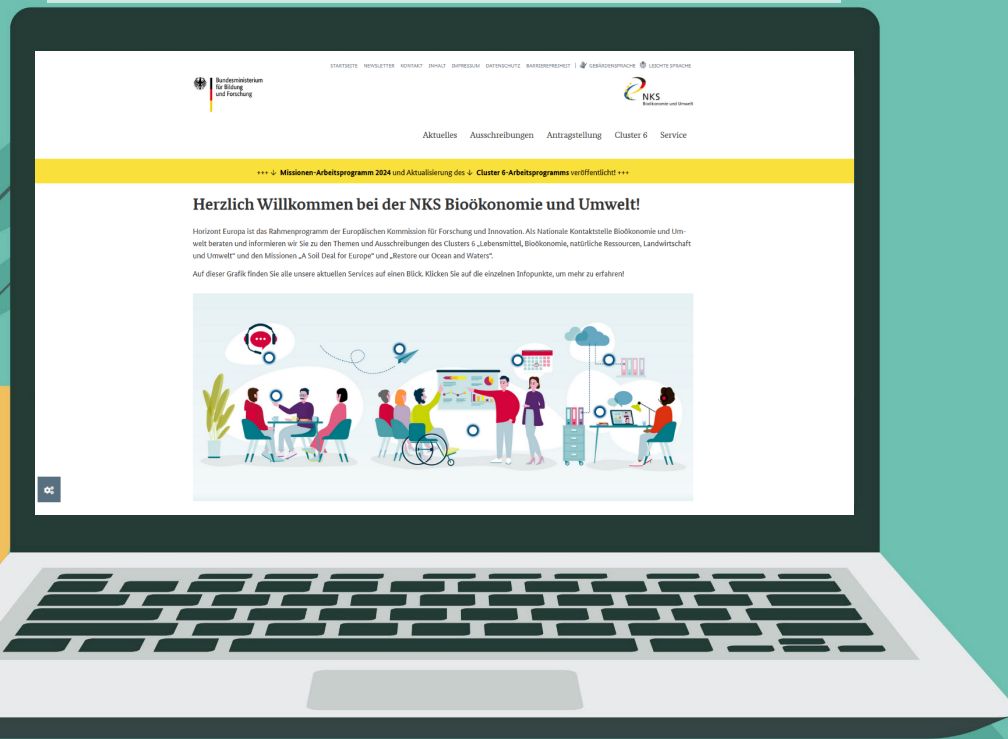 STARTSEITE NEWSLETTER KONTAKT INHALT IMPRESSUM DATENSCHUTZ BARRIEREFREIHEIT | GEBÄRDENSPRACHE LEICHTE SPRACHE
Bundesministerium
für Bildung
und Forschung
NKS
Bioökonomie und Umwelt
Aktuelles Ausschreibungen Antragstellung Cluster 6 Service
+++ ↓ Missionen-Arbeitsprogramm 2024 und Aktualisierung des ↓ Cluster 6-Arbeitsprogramms veröffentlicht! +++
Herzlich Willkommen bei der NKS Bioökonomie und Umwelt!
Horizont Europa ist das Rahmenprogramm der Europäischen Kommission für Forschung und Innovation. Als Nationale Kontaktstelle Bioökonomie und Um-
welt beraten und informieren wir Sie zu den Themen und Ausschreibungen des Clusters 6 „Lebensmittel, Bioökonomie, natürliche Ressourcen, Landwirtschaft
und Umwelt" und den Missionen „A Soil Deal for Europe" und „Restore our Ocean and Waters".
Auf dieser Grafik finden Sie alle unsere aktuellen Services auf einen Blick. Klicken Sie auf die einzelnen Infopunkte, um mehr zu erfahren!